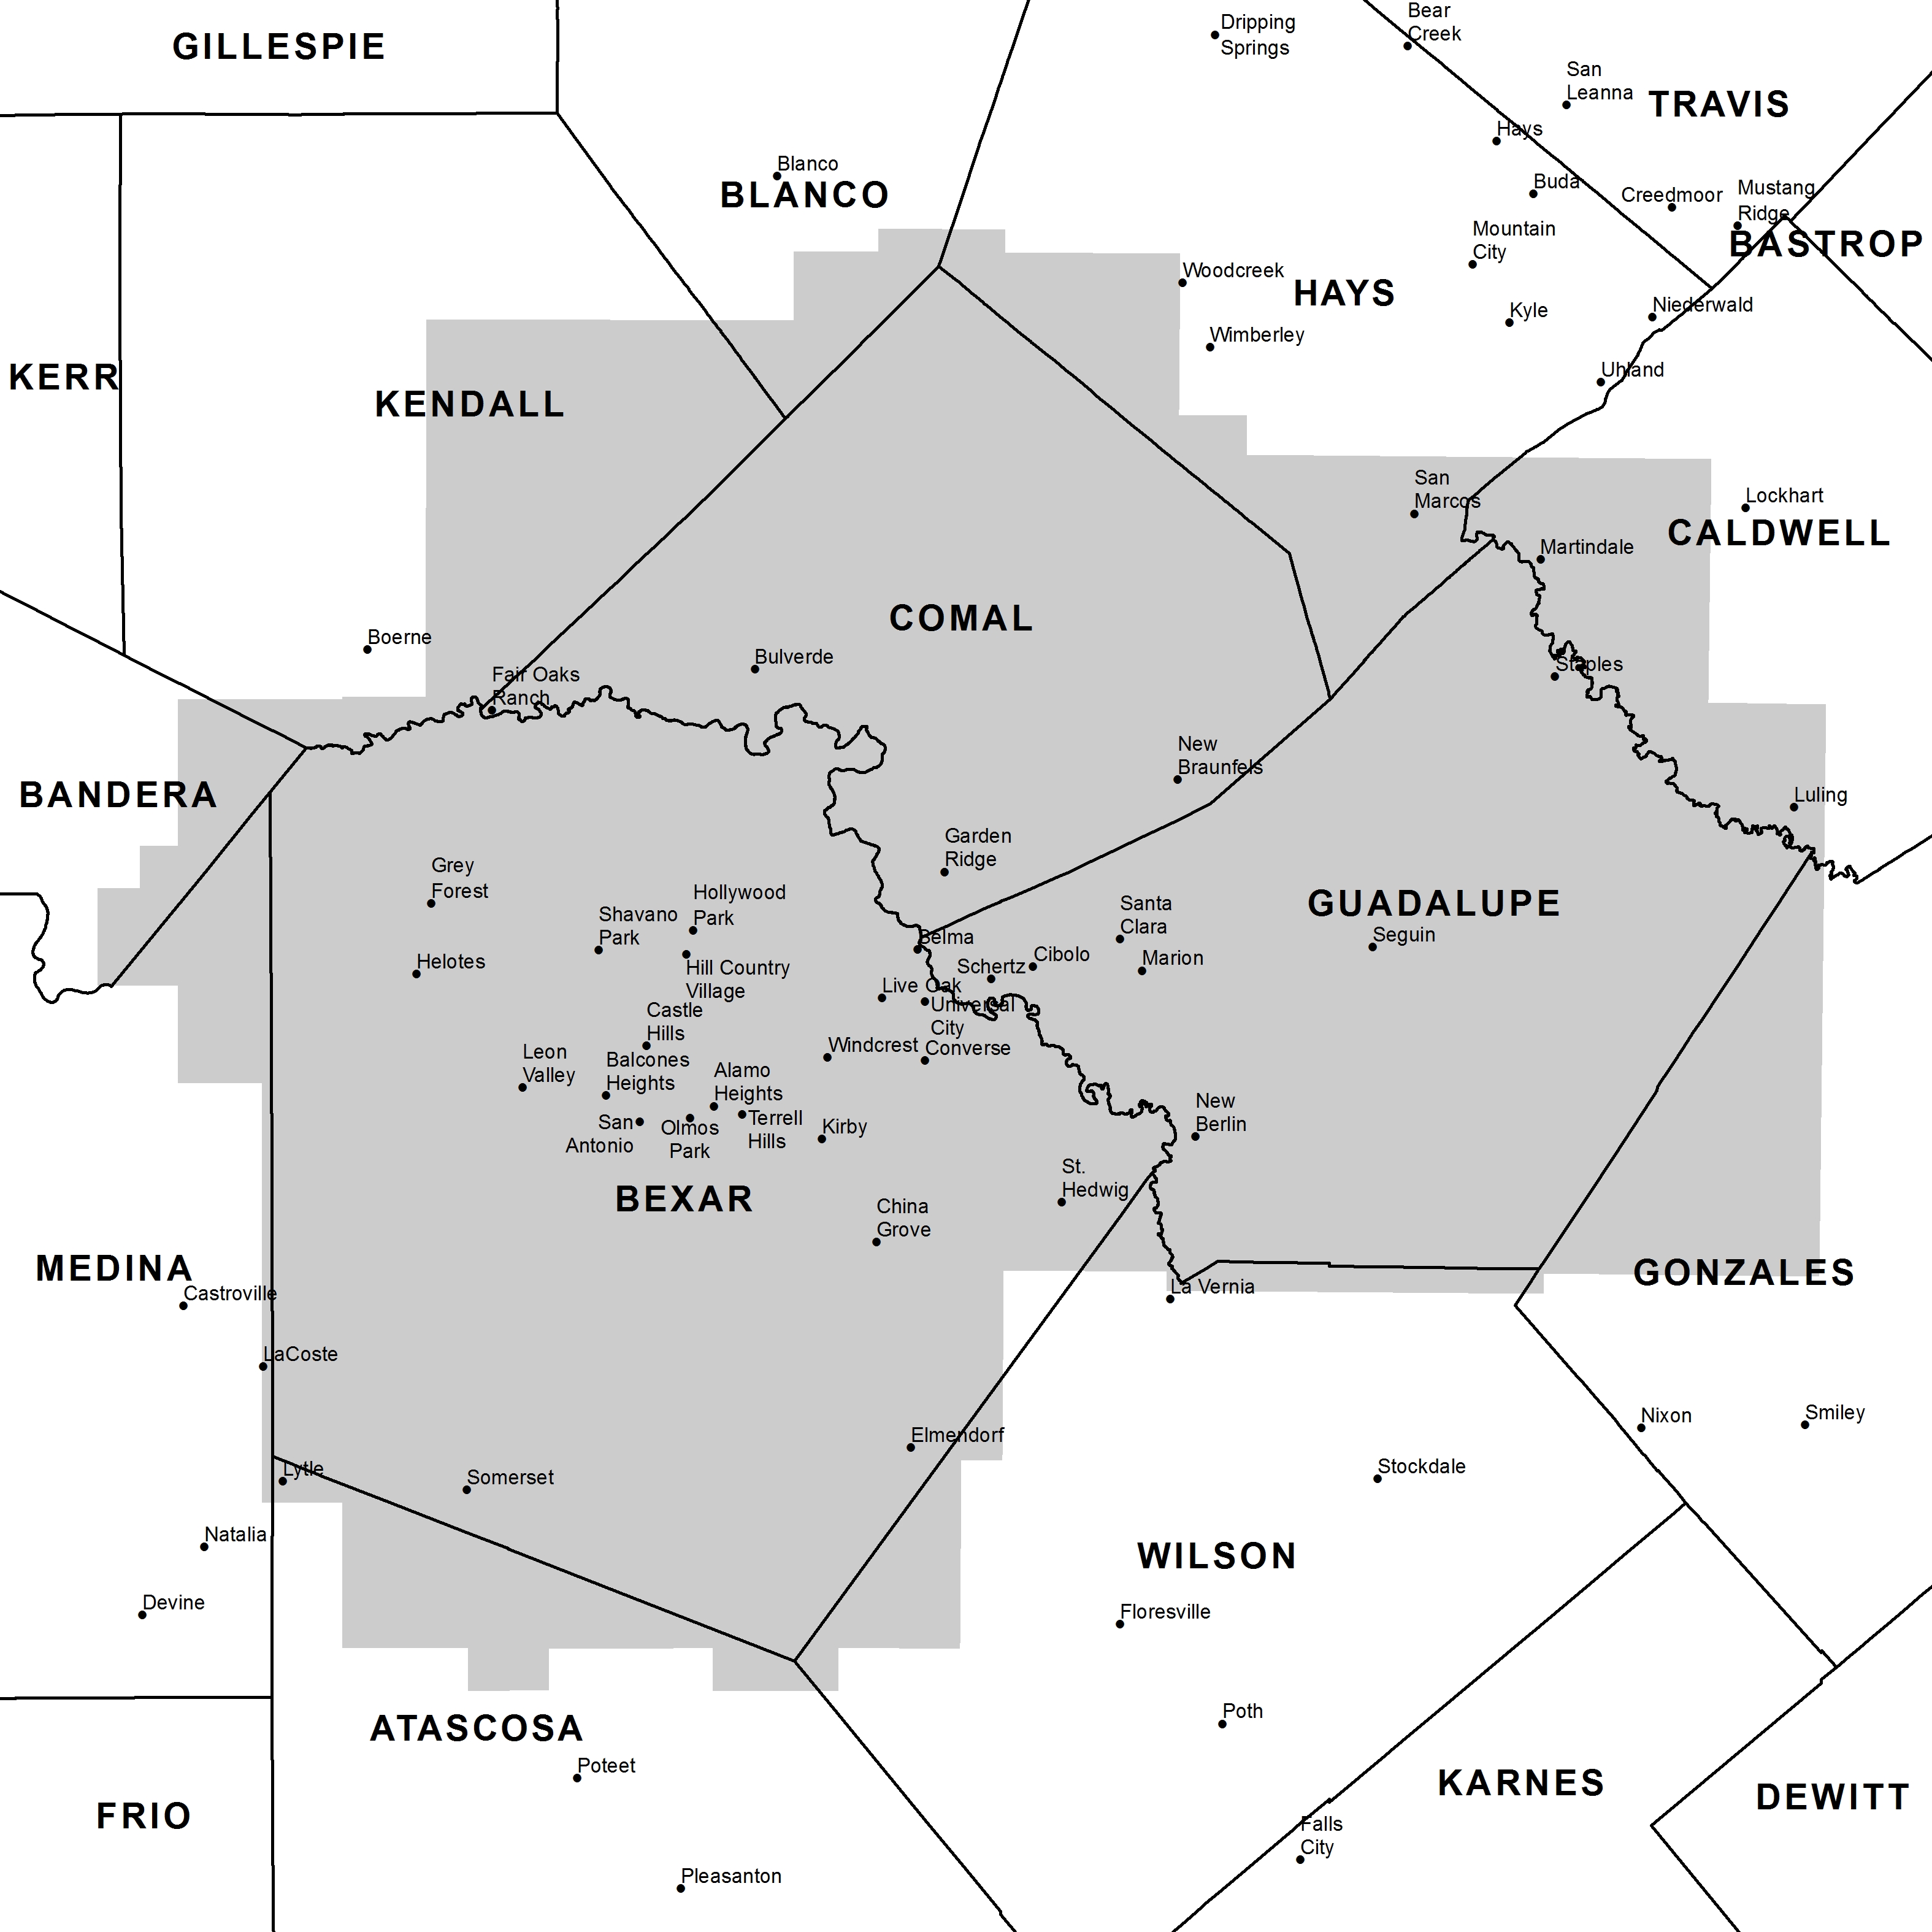 Bear
Creek
Dripping
Springs
GILLESPIE
San
Leanna
TRAVIS
Hays
Blanco
BLANCO
Buda
Creedmoor
Mustang
Ridge
Mountain
City
BASTROP
Woodcreek
HAYS
Niederwald
Kyle
Wimberley
KERR
Uhland
KENDALL
San
Marcos
Lockhart
CALDWELL
Martindale
COMAL
Boerne
Bulverde
Staples
Fair Oaks
Ranch
New
Braunfels
BANDERA
Luling
Garden
Ridge
Grey
Forest
Hollywood
Park
Shavano
Park
Santa
Clara
GUADALUPE
Seguin
Selma
Helotes
Cibolo
Marion
Schertz
Hill Country
Village
Live Oak
Universal
City
Castle
Hills
Windcrest
Converse
Leon
Valley
Balcones
Heights
Alamo
Heights
New
Berlin
San
Antonio
Olmos
Park
Terrell
Hills
Kirby
St.
Hedwig
BEXAR
China
Grove
MEDINA
GONZALES
Castroville
La Vernia
LaCoste
Nixon
Smiley
Elmendorf
Lytle
Somerset
Stockdale
Natalia
WILSON
Devine
Floresville
Poth
ATASCOSA
Poteet
KARNES
DEWITT
FRIO
Falls
City
Pleasanton